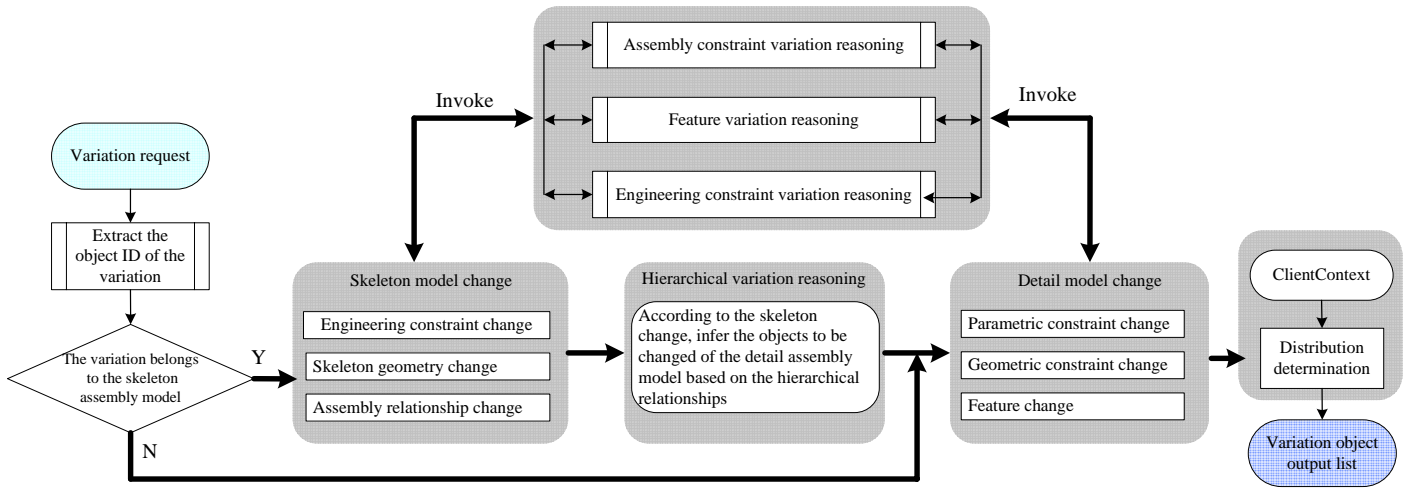 Assembly constraint variation reasoning
Feature variation reasoning
Engineering constraint variation reasoning
Invoke
Invoke
Variation request
Extract the
object ID of the
variation
The variation belongs
to the skeleton
assembly model
Y
N
Skeleton model change
Engineering constraint change
Skeleton geometry change
Assembly relationship change
Hierarchical variation reasoning
According to the skeleton
change, infer the objects to be
changed of the detail assembly
model based on the hierarchical
relationships
Detail model change
Parametric constraint change
Geometric constraint change
Feature change
ClientContext
Distribution
determination
Variation object
output list